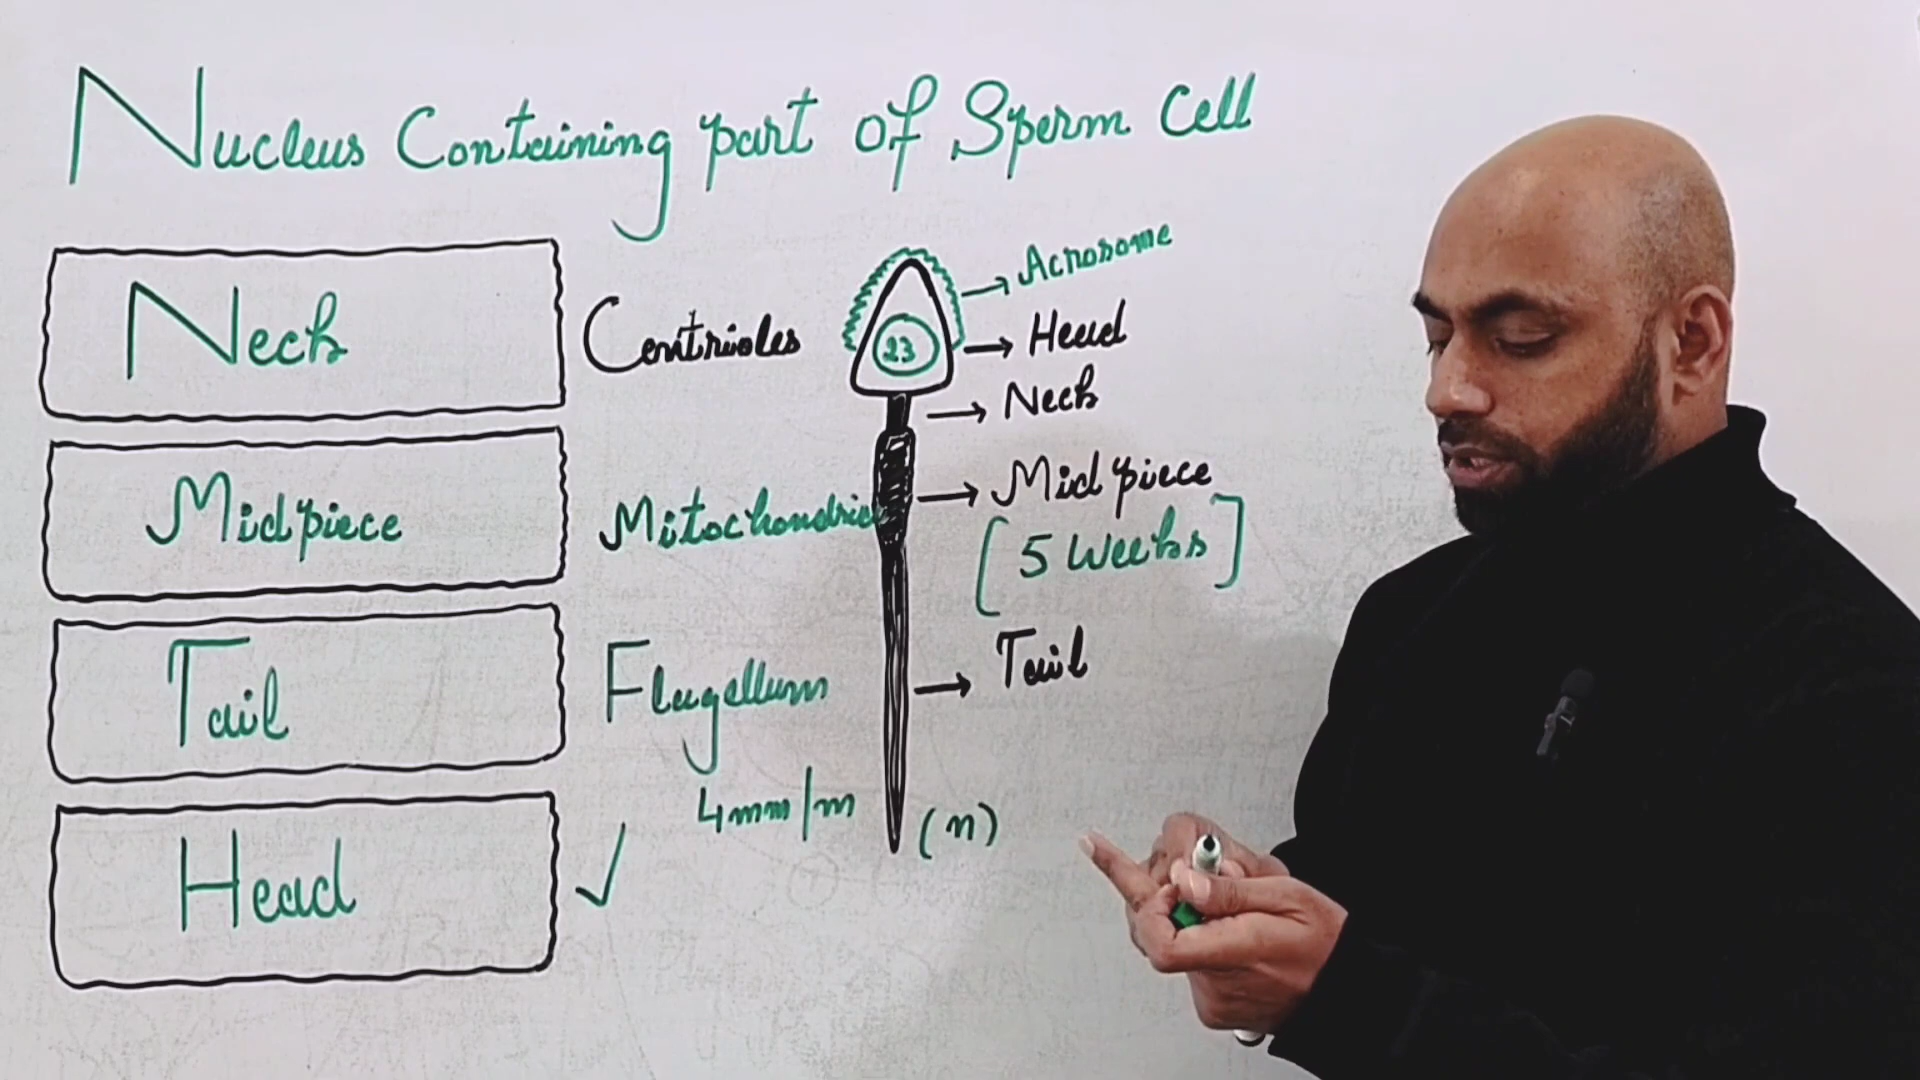 Nucleus Containing part of Sperm Cell
Neck
Centrioles
Midpiece
Mitochondria
Tail
Flagellum
4mm/m
Head
23
Acrosome
Head
Neck
Midpiece
[5 Weeks]
Tail
(n)